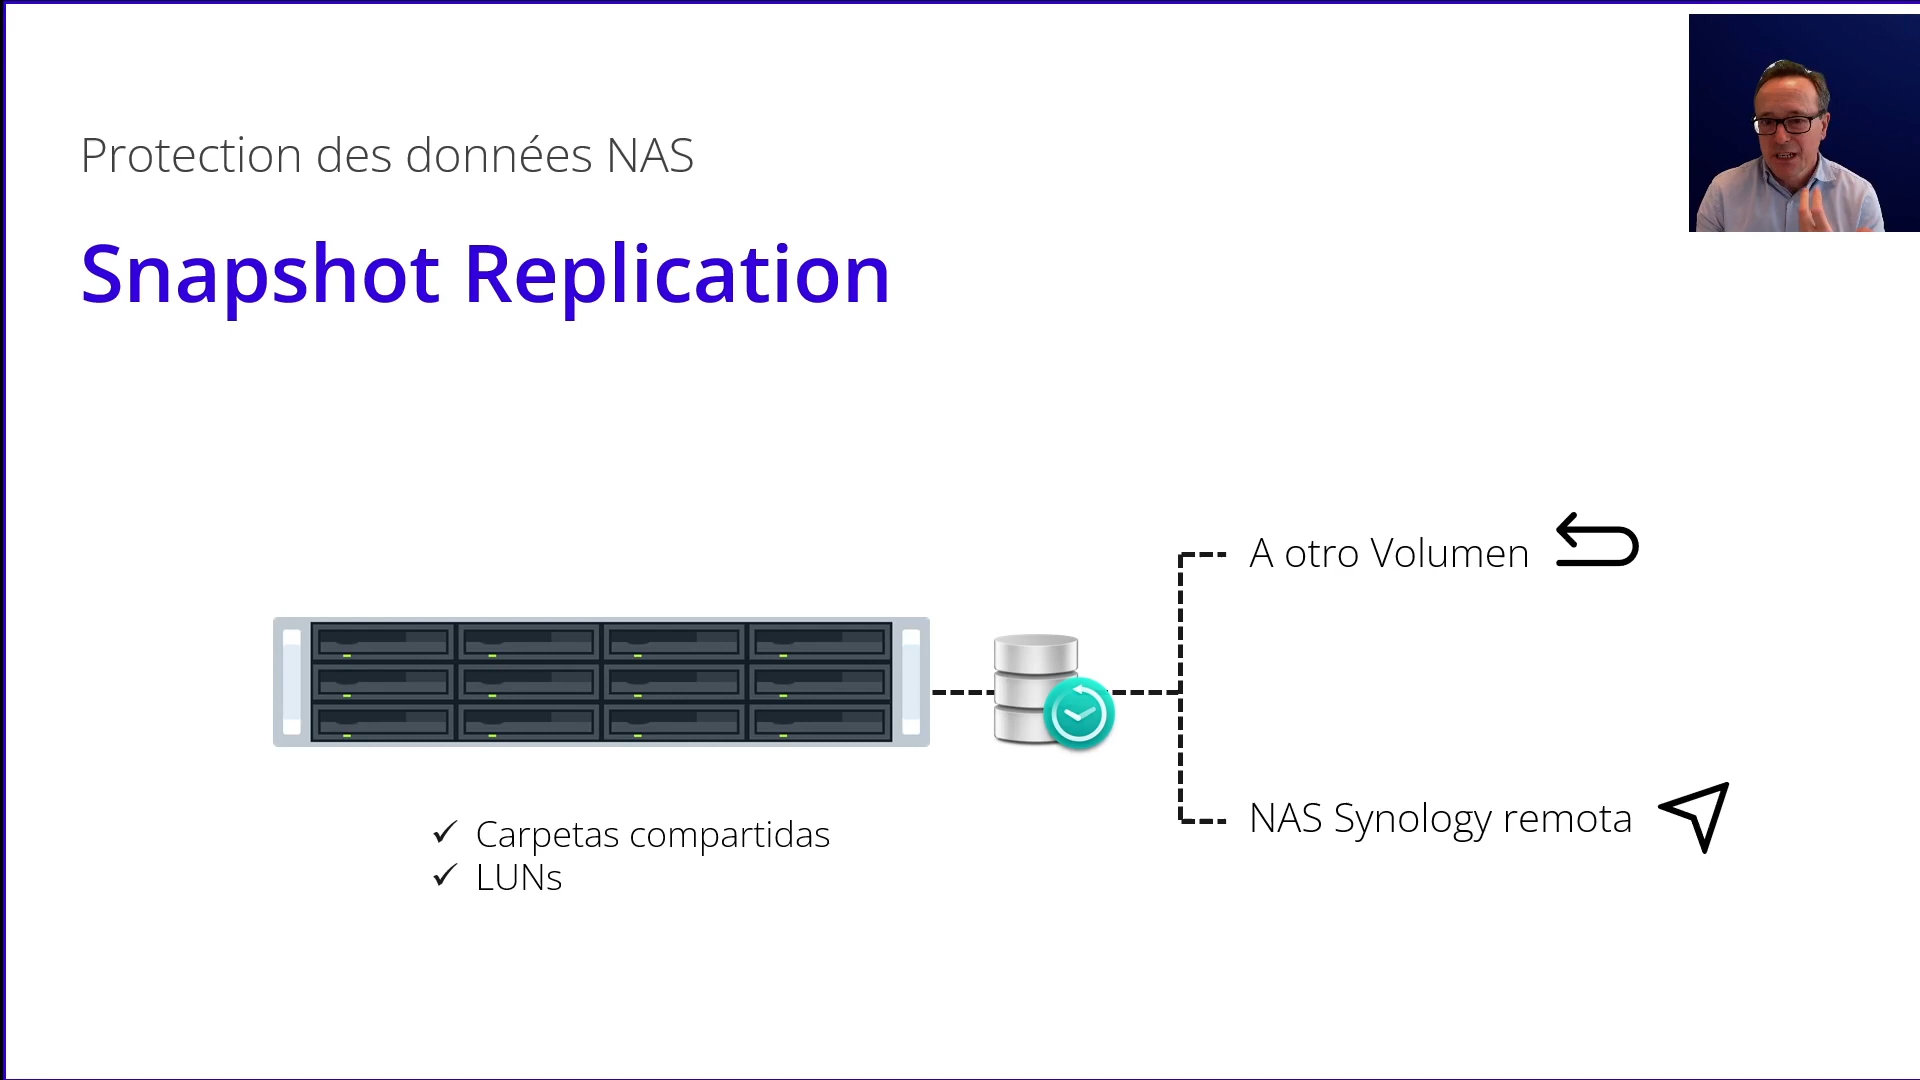 Protection des données NAS
Snapshot Replication
A otro Volumen
NAS Synology remota
✓ Carpetas compartidas
✓ LUNs